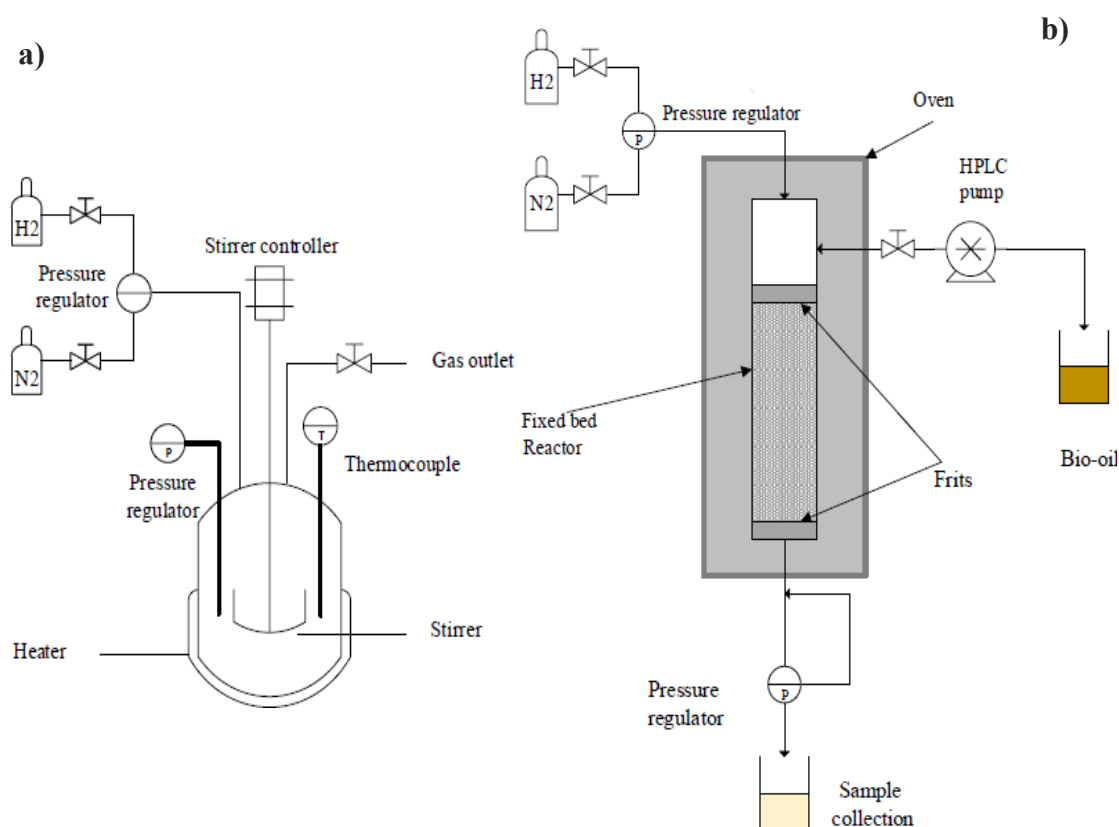 a)
H2
Pressure
regulator
N2
Stirrer controller
Gas outlet
P
Pressure
regulator
T
Thermocouple
Heater
Stirrer
b)
H2
P
Pressure regulator
N2
Oven
HPLC
pump
Fixed bed
Reactor
Frits
Bio-oil
Pressure
regulator
P
Sample
collection